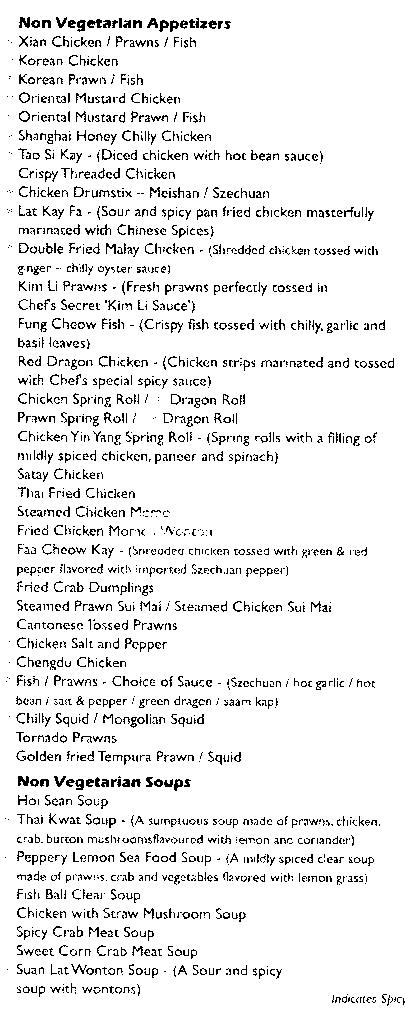 Non Vegetarian Appetizers
Xian Chicken / Prawns / Fish
Korean Chicken
Korean Prawn / Fish
Oriental Mustard Chicken
Oriental Mustard Prawn / Fish
Shanghai Honey Chilly Chicken
Tao Si Kay - (Diced chicken with hot bean sauce)
Crispy Threaded Chicken
Chicken Drumstix -- Meishan / Szechuan
Lat Kay Fa - (Sour and spicy pan fried chicken masterfully
marinated with Chinese Spices)
Double Fried Malay Chicken - (Shredded chicken tossed with
ginger - chilly oyster sauce)
Kim Li Prawns - (Fresh prawns perfectly tossed in
Chef's Secret 'Kim Li Sauce')
Fung Cheow Fish - (Crispy fish tossed with chilly, garlic and
basil leaves)
Red Dragon Chicken - (Chicken strips marinated and tossed
with Chef's special spicy sauce)
Chicken Spring Roll / Dragon Roll
Prawn Spring Roll / Dragon Roll
Chicken Yin Yang Spring Roll - (Spring rolls with a filling of
mildly spiced chicken, paneer and spinach)
Satay Chicken
Thai Fried Chicken
Steamed Chicken Momo
Fried Chicken Momo / Wonton
Faa Cheow Kay - (Shredded chicken tossed with green & red
pepper flavored with imported Szechuan pepper)
Fried Crab Dumplings
Steamed Prawn Sui Mai / Steamed Chicken Sui Mai
Cantonese Tossed Prawns
Chicken Salt and Pepper
Chengdu Chicken
Fish / Prawns - Choice of Sauce - (Szechuan / hot garlic / hot
bean / salt & pepper / green dragon / saam kap)
Chilly Squid / Mongolian Squid
Tornado Prawns
Golden fried Tempura Prawn / Squid
Non Vegetarian Soups
Hoi Sean Soup
Thai Kwat Soup - (A sumptuous soup made of prawns, chicken,
crab, button mushroomsflavoured with lemon and coriander)
Peppery Lemon Sea Food Soup - (A mildly spiced clear soup
made of prawns, crab and vegetables flavored with lemon grass)
Fish Ball Clear Soup
Chicken with Straw Mushroom Soup
Spicy Crab Meat Soup
Sweet Corn Crab Meat Soup
Suan Lat Wonton Soup - (A Sour and spicy
soup with wontons)
Indicates Spicy